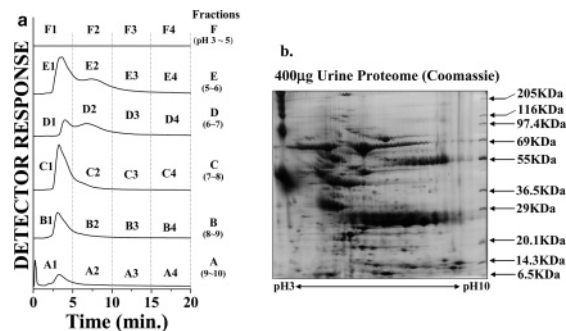 a
Fractions
F1 F2 F3 F4 F
(pH 3 ~ 5)
E1 E2 E3 E4 E
(5~6)
D1 D2 D3 D4 D
(6~7)
C1 C2 C3 C4 C
(7~8)
B1 B2 B3 B4 B
(8~9)
A1 A2 A3 A4 A
(9~10)
DETECTOR RESPONSE
0 5 10 15 20
Time (min.)
b.
400µg Urine Proteome (Coomassie)
205KDa
116KDa
97.4KDa
69KDa
55KDa
36.5KDa
29KDa
20.1KDa
14.3KDa
6.5KDa
pH3 pH10